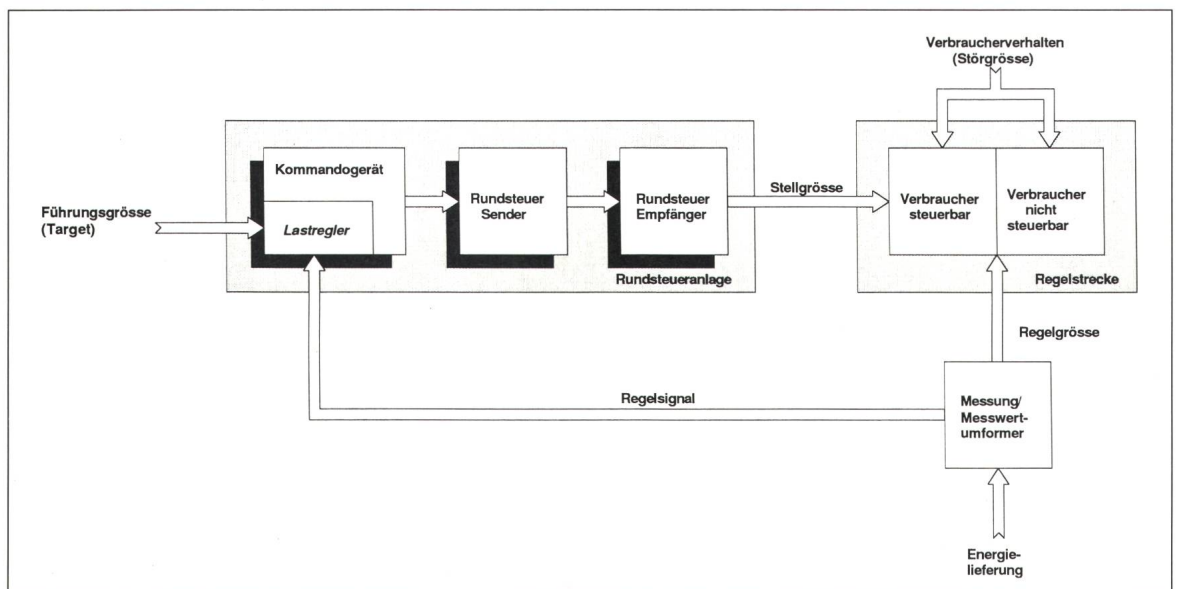 Verbraucherverhalten
(Störgrösse)
Kommandogerät
Lastregler
Rundsteuer
Sender
Rundsteuer
Empfänger
Rundsteueranlage
Führungsgrösse
(Target)
Stellgrösse
Verbraucher
steuerbar
Verbraucher
nicht
steuerbar
Regelstrecke
Regelgrösse
Regelsignal
Messung/
Messwert-
umformer
Energie-
lieferung